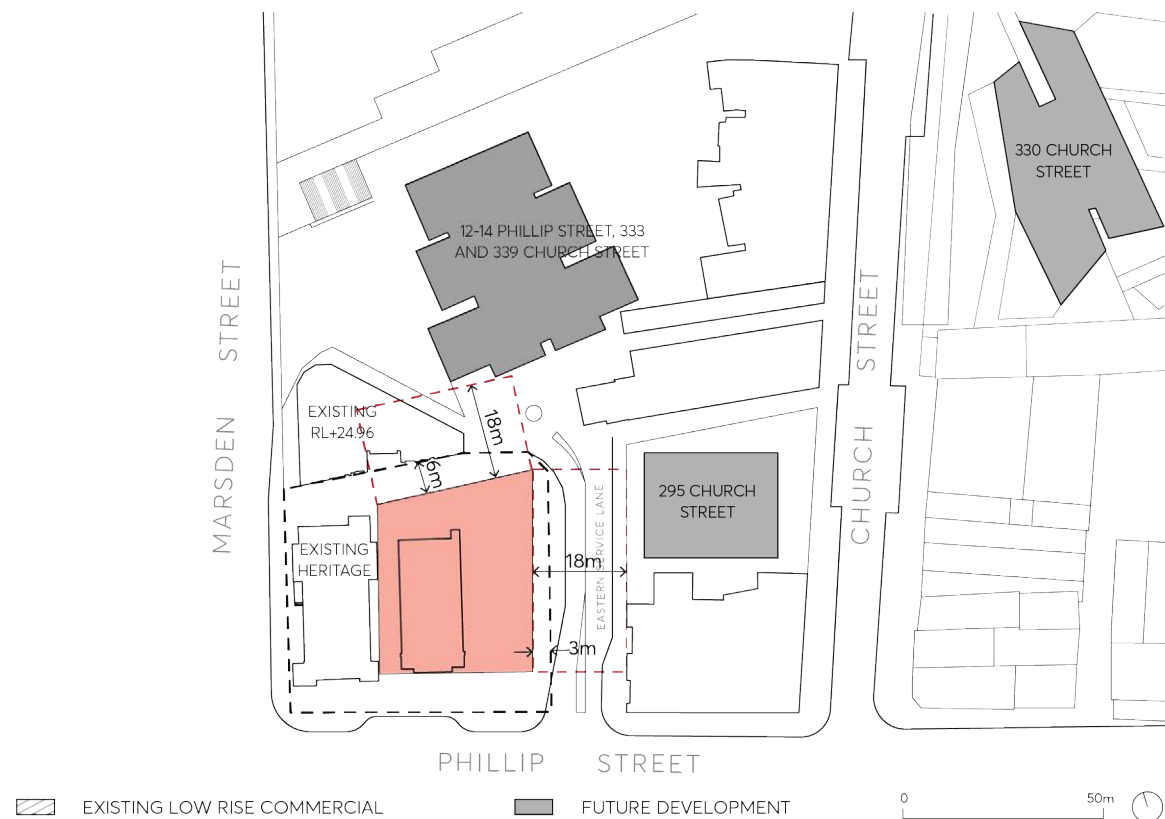 330 CHURCH
STREET
12-14 PHILLIP STREET, 333
AND 339 CHURCH STREET
MARSDEN STREET
CHURCH STREET
EXISTING
RL+24.96
18m
6m
295 CHURCH
STREET
EASTERN SERVICE LANE
EXISTING
HERITAGE
18m
3m
PHILLIP STREET
EXISTING LOW RISE COMMERCIAL
FUTURE DEVELOPMENT
0 50m